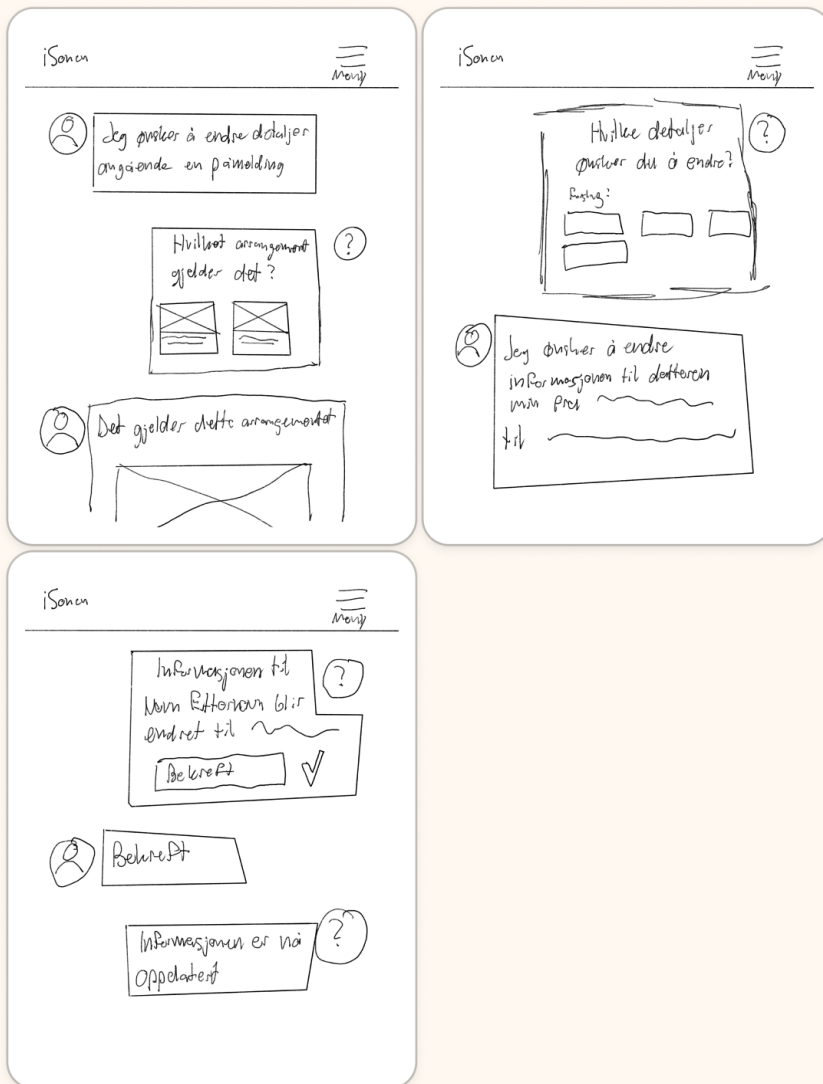 iSonen
Meny
Jeg ønsker å endre detaljer
angående en påmelding
Hvilket arrangement
gjelder det?
Det gjelder dette arrangementet
iSonen
Meny
Hvilke detaljer
ønsker du å endre?
Forslag:
Jeg ønsker å endre
informasjonen til datteren
min fra
til
iSonen
Meny
Informasjonen til
Navn Etternavn blir
endret til
Bekreft
Bekreft
Informasjonen er nå
oppdatert